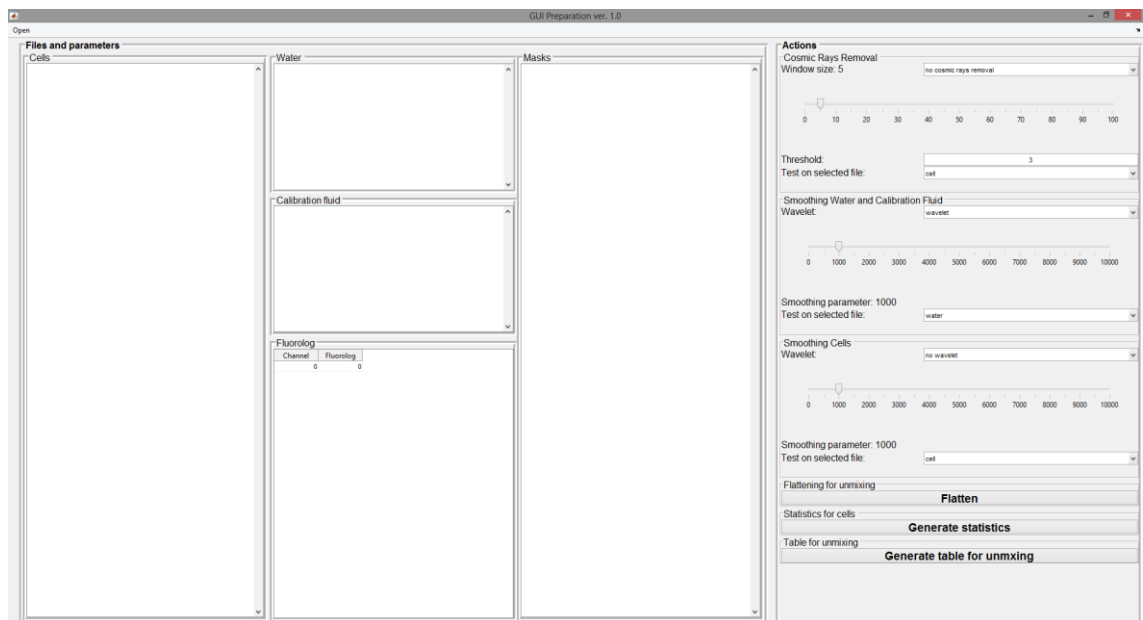 GUI Preparation ver. 1.0
Open
Files and parameters
Cells
Water
Masks
Calibration fluid
Fluorolog
Channel Fluorolog
0 0
Actions
Cosmic Rays Removal
Window size: 5 no cosmic rays removal
0 10 20 30 40 50 60 70 80 90 100
Threshold: 3
Test on selected file: cell
Smoothing Water and Calibration Fluid
Wavelet: wavelet
0 1000 2000 3000 4000 5000 6000 7000 8000 9000 10000
Smoothing parameter: 1000
Test on selected file: water
Smoothing Cells
Wavelet: no wavelet
0 1000 2000 3000 4000 5000 6000 7000 8000 9000 10000
Smoothing parameter: 1000
Test on selected file: cell
Flattening for unmixing
Flatten
Statistics for cells
Generate statistics
Table for unmixing
Generate table for unmxing